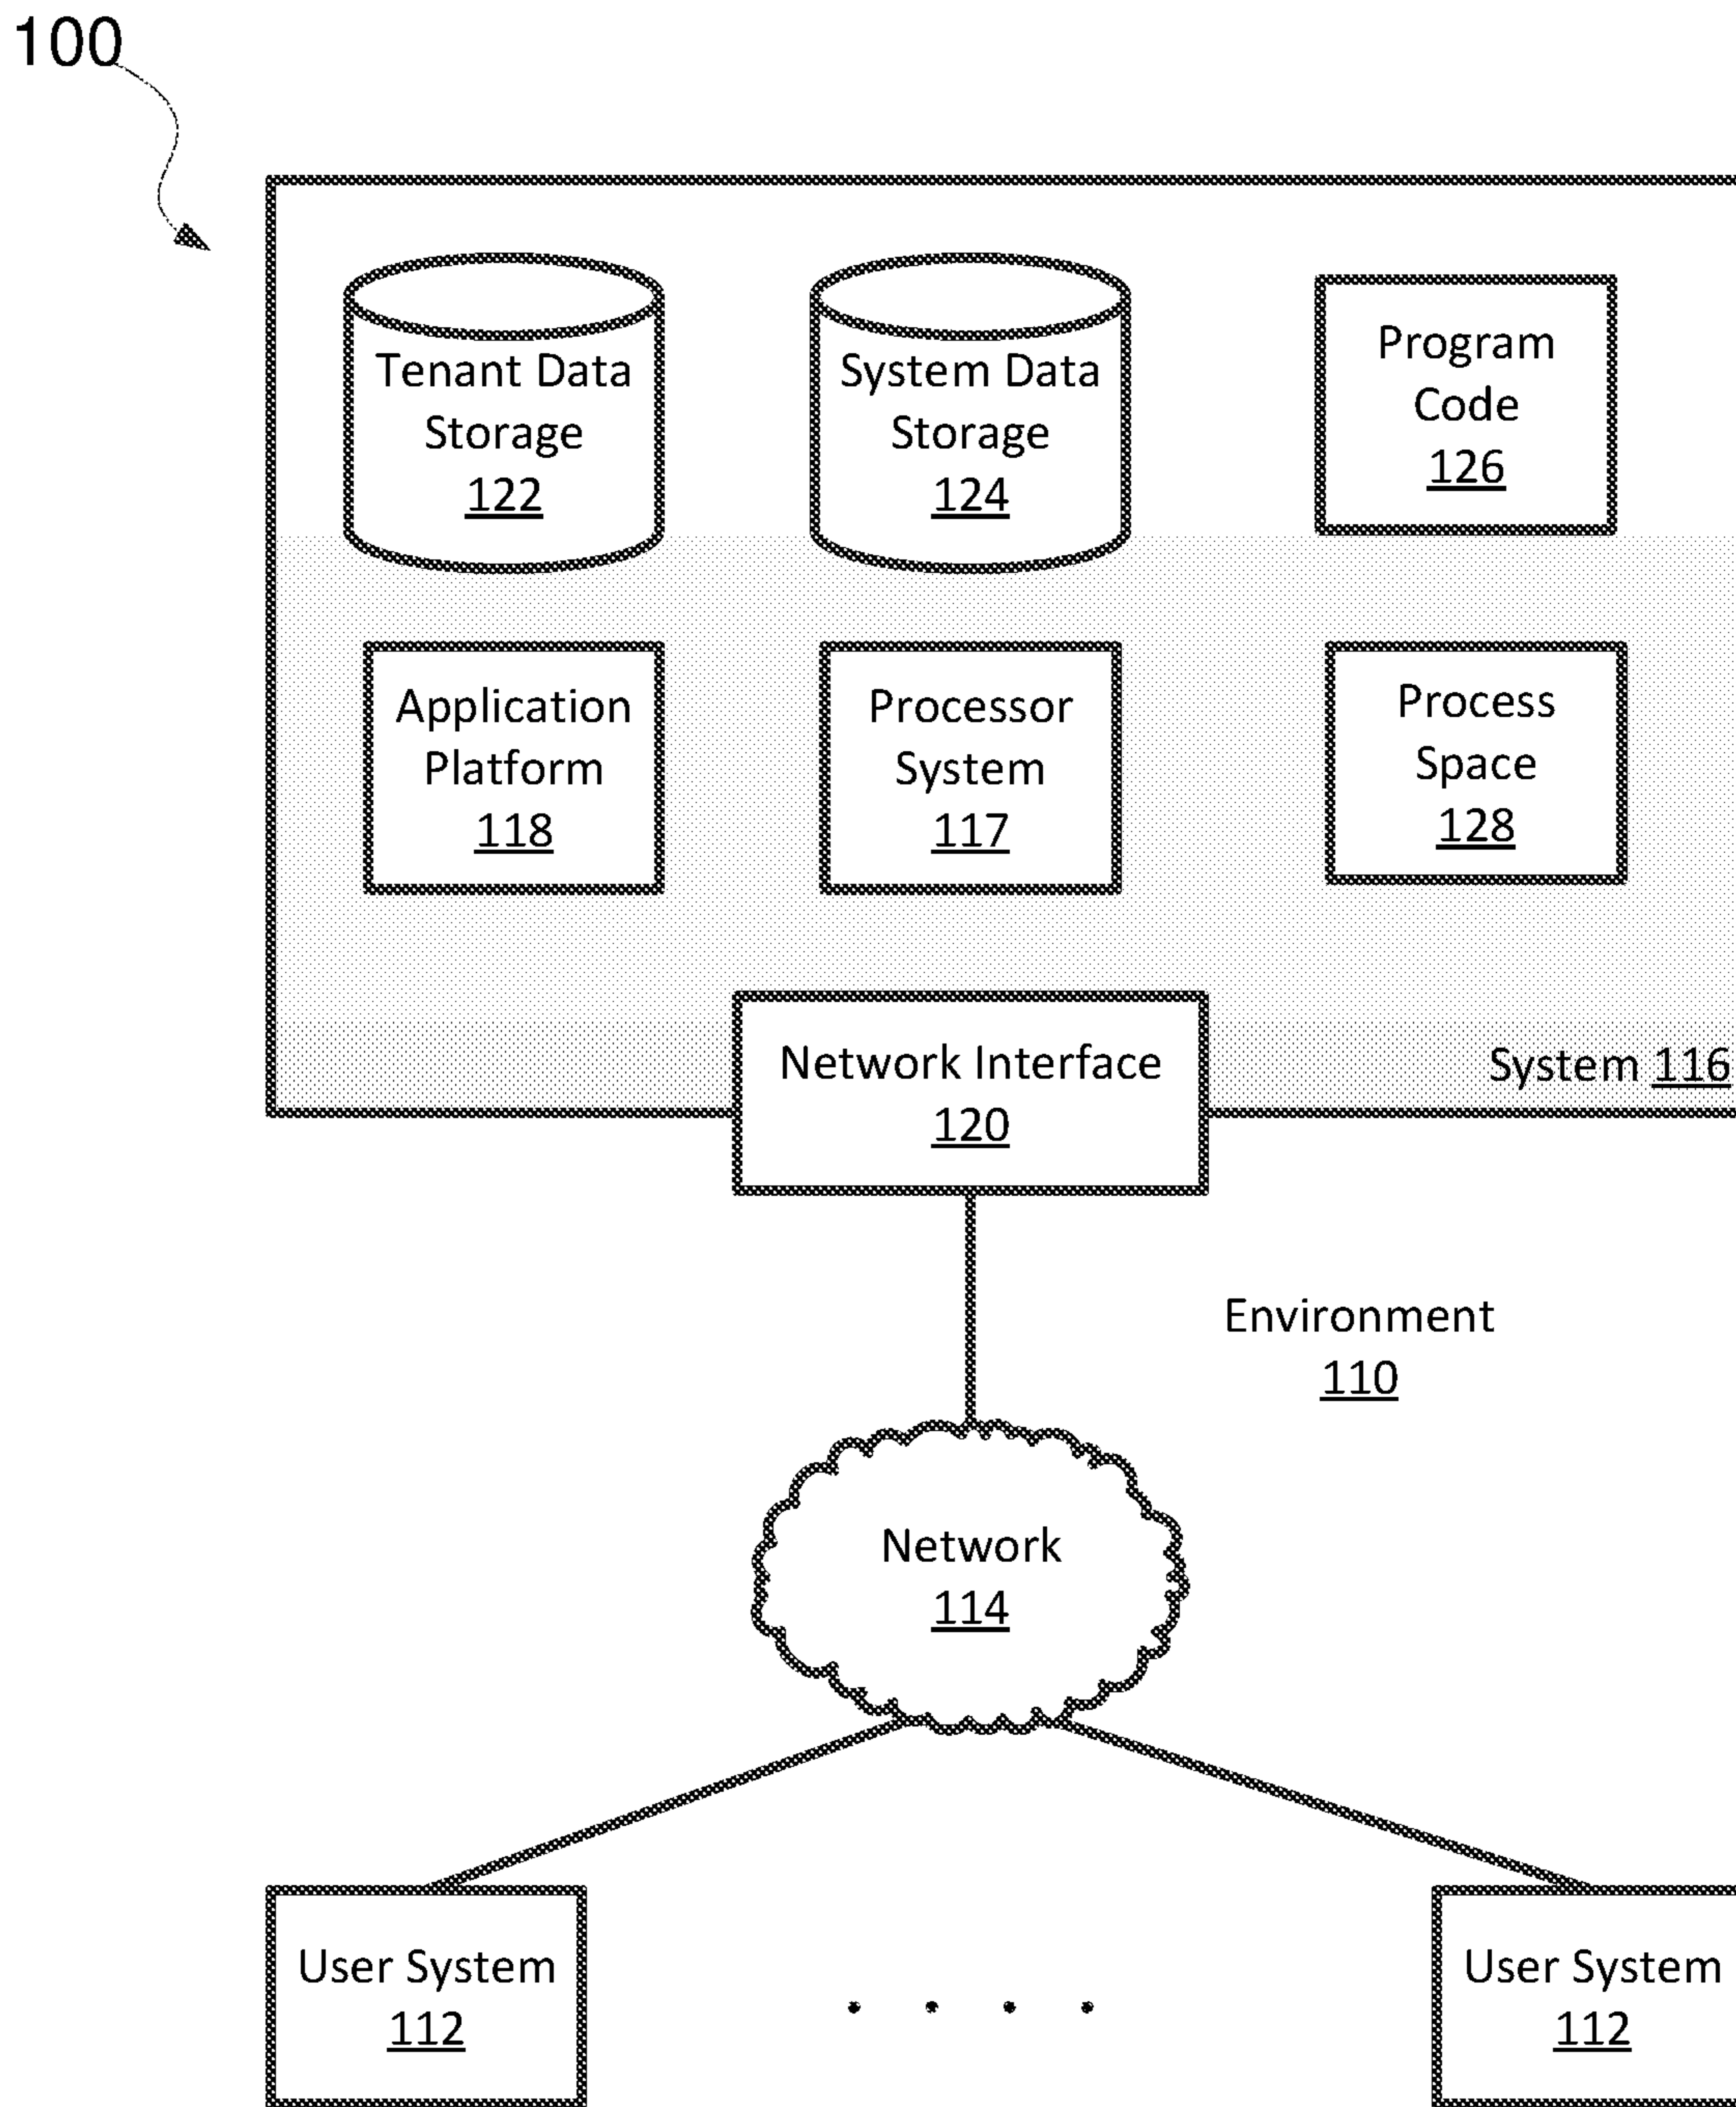 100
Tenant Data
Storage
122
System Data
Storage
124
Program
Code
126
Application
Platform
118
Processor
System
117
Process
Space
128
Network Interface
120
System 116
Environment
110
Network
114
User System
112
. . . .
User System
112